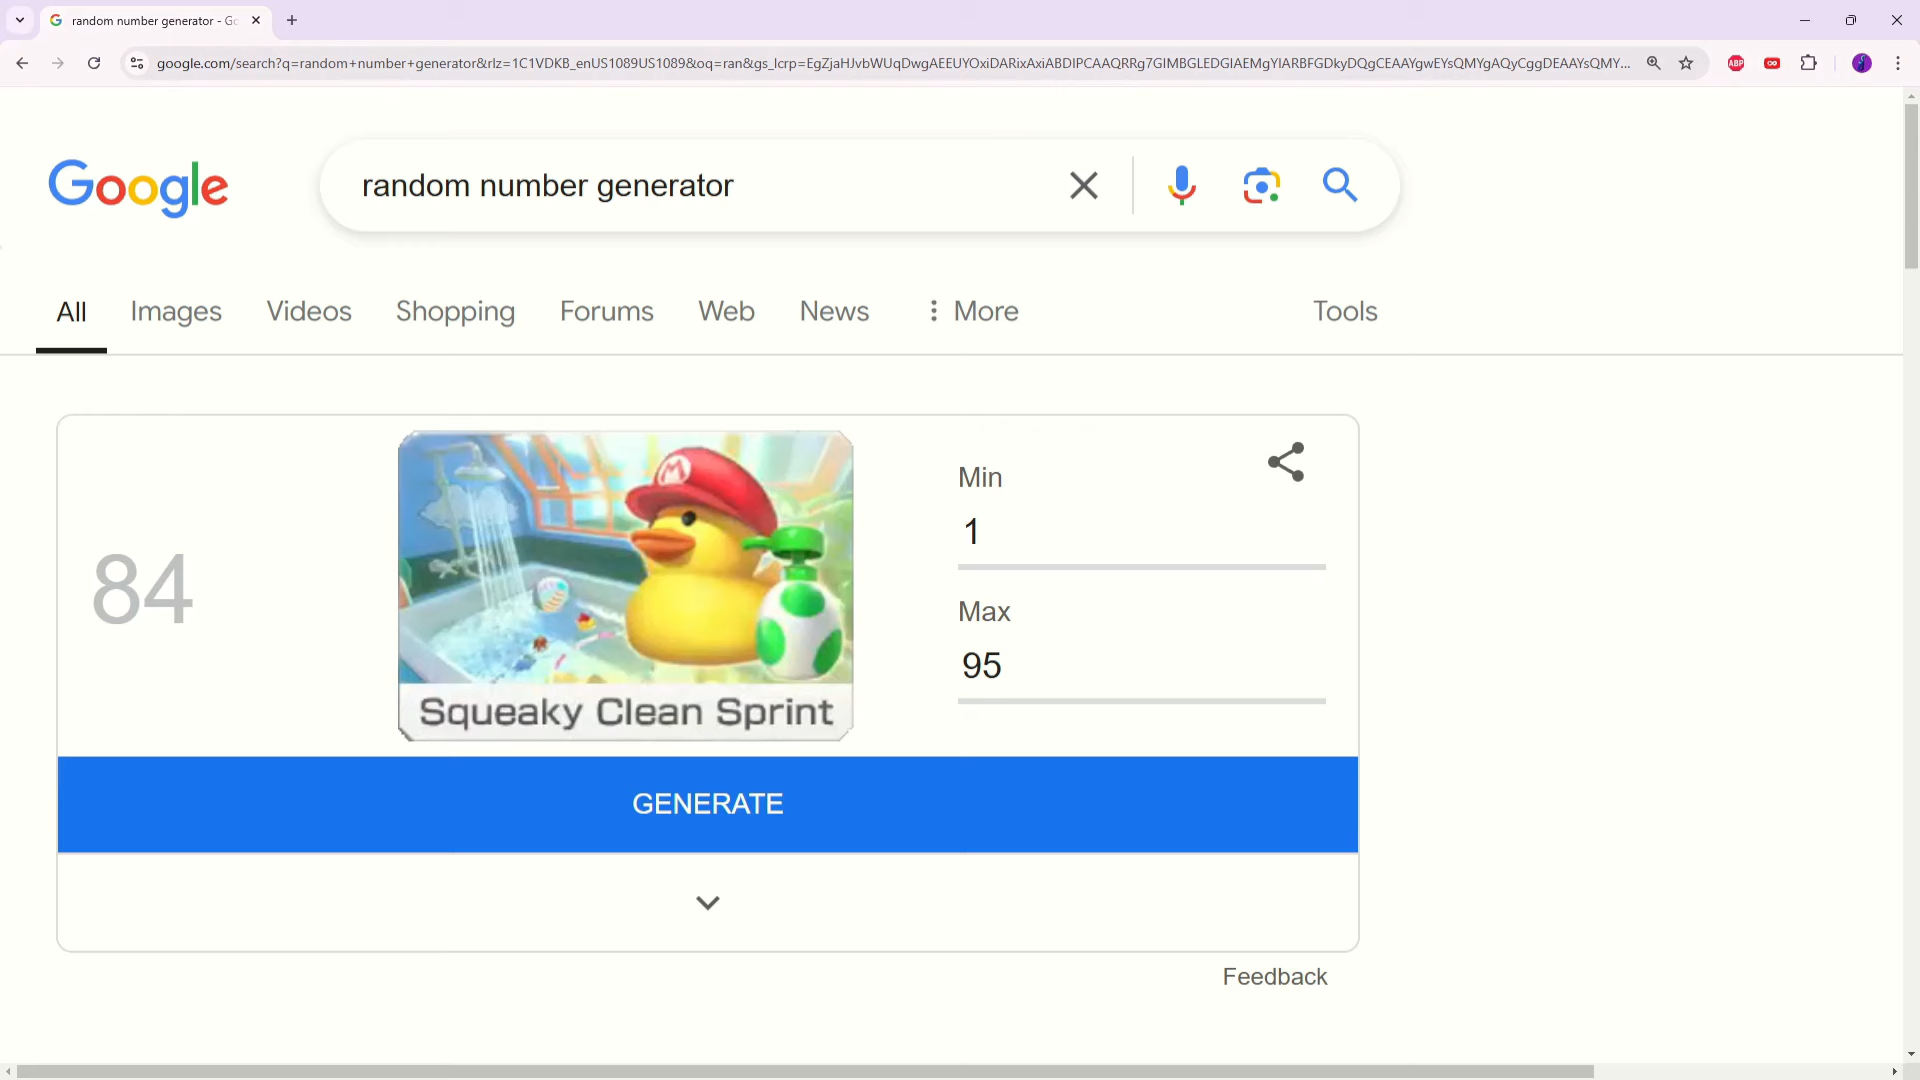 random number generator - Go
google.com/search?q=random+number+generator&rlz=1C1VDKB_enUS1089US1089&oq=ran&gs_lcrp=EgZjaHJvbWUqDwgAEEUYOxiDARixAxiABDIPCAAQRRg7GIMBGLEDGIAEMgYIARBFGDkyDQgCEAAYgwEYsQMYgAQyCggDEAAYsQMY...
ABP
Google
random number generator
All Images Videos Shopping Forums Web News More Tools
84
M
Squeaky Clean Sprint
Min
1
Max
95
GENERATE
Feedback